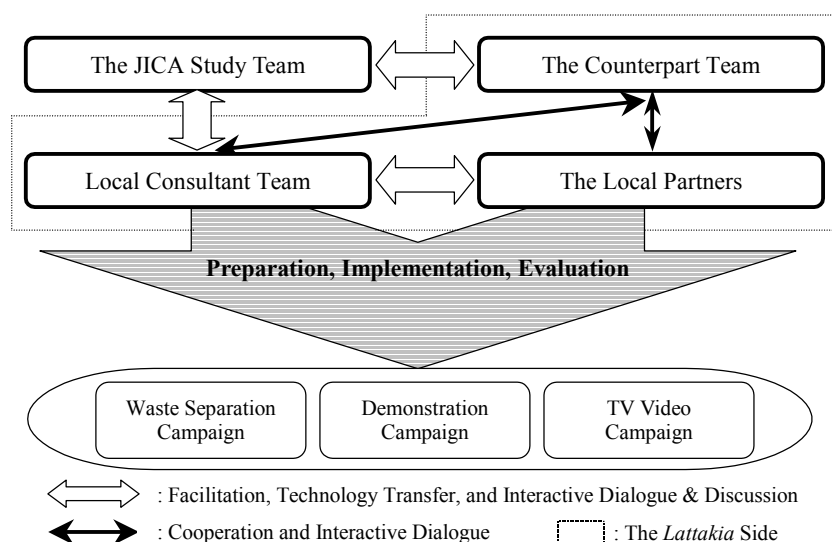 The JICA Study Team
The Counterpart Team
Local Consultant Team
The Local Partners
Preparation, Implementation, Evaluation
Waste Separation
Campaign
Demonstration
Campaign
TV Video
Campaign
: Facilitation, Technology Transfer, and Interactive Dialogue & Discussion
: Cooperation and Interactive Dialogue
: The Lattakia Side